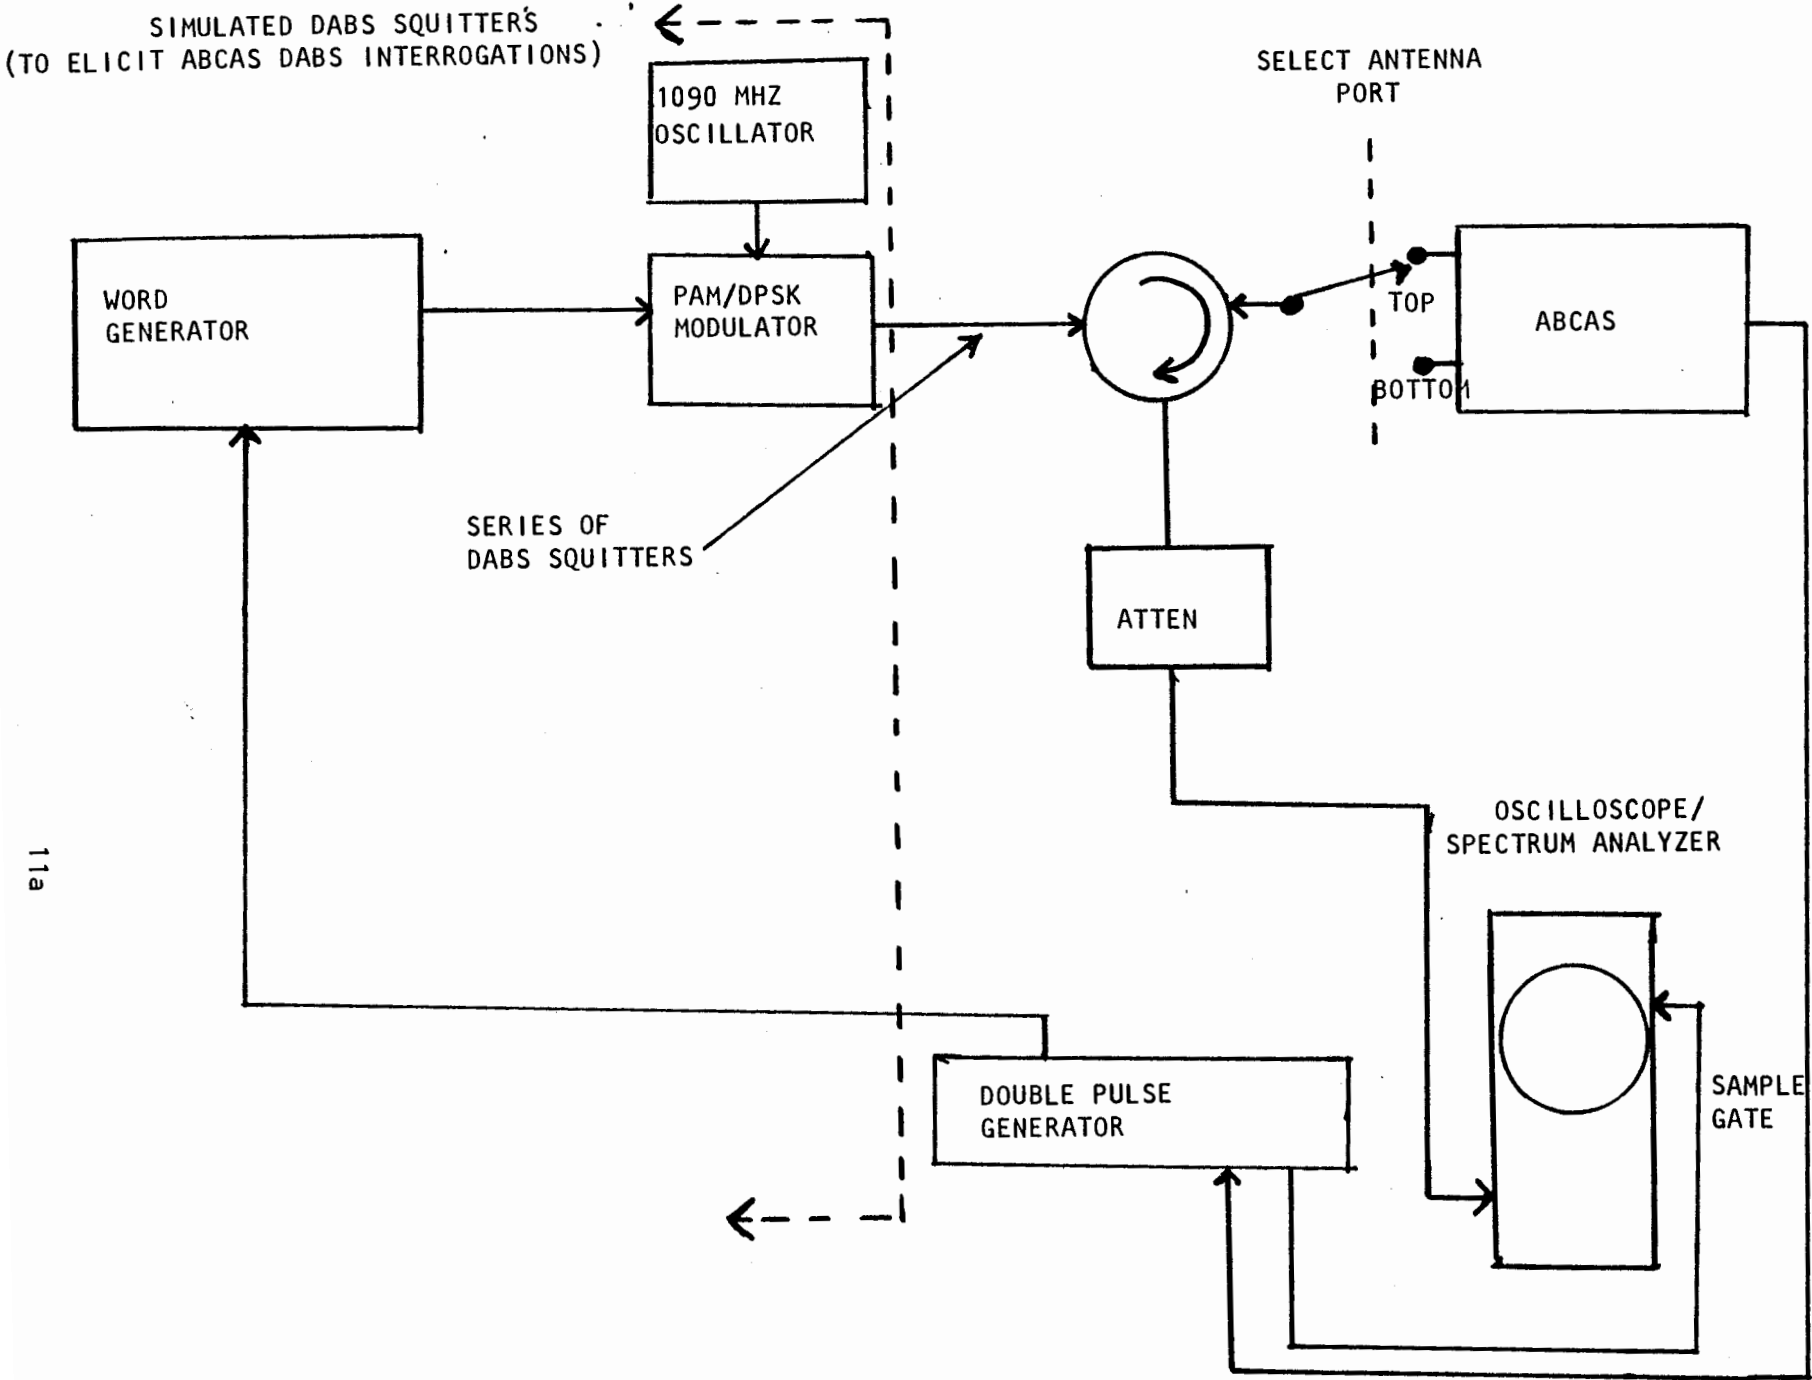 SIMULATED DABS SQUITTERS
(TO ELICIT ABCAS DABS INTERROGATIONS)
1090 MHZ
OSCILLATOR
SELECT ANTENNA
PORT
WORD
GENERATOR
PAM/DPSK
MODULATOR
TOP
BOTTOM
ABCAS
SERIES OF
DABS SQUITTERS
ATTEN
OSCILLOSCOPE/
SPECTRUM ANALYZER
DOUBLE PULSE
GENERATOR
SAMPLE
GATE
11a